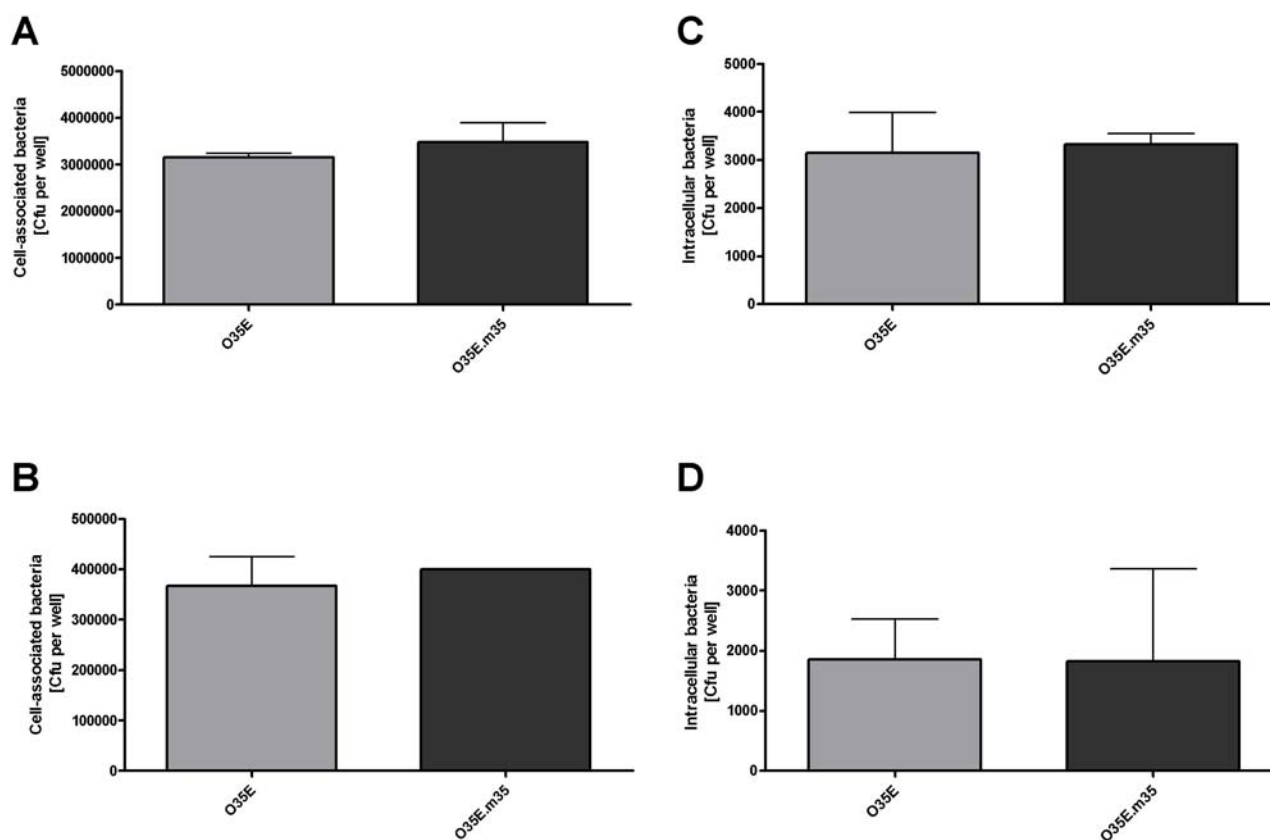 A
Cell-associated bacteria
[Cfu per well]
5000000
4000000
3000000
2000000
1000000
0
O35E
O35E.m35
C
Intracellular bacteria
[Cfu per well]
5000
4000
3000
2000
1000
0
O35E
O35E.m35
B
Cell-associated bacteria
[Cfu per well]
500000
400000
300000
200000
100000
0
O35E
O35E.m35
D
Intracellular bacteria
[Cfu per well]
4000
3000
2000
1000
0
O35E
O35E.m35